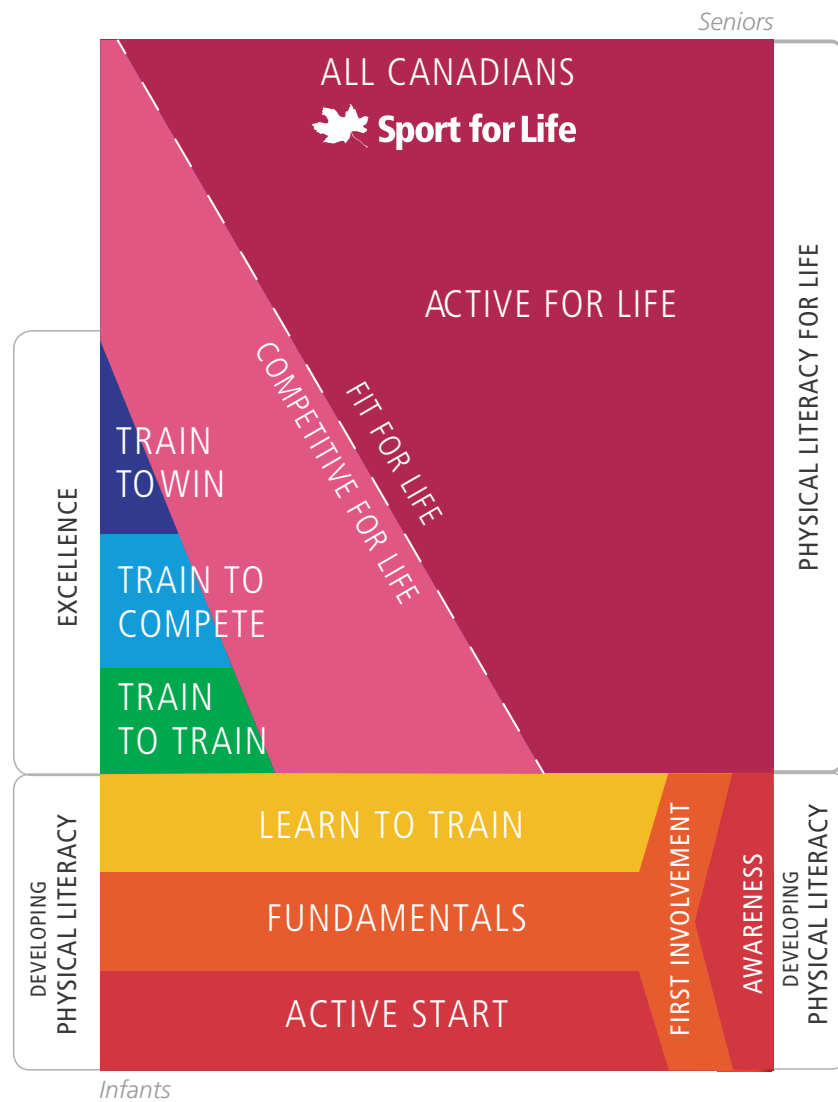 Seniors
ALL CANADIANS
Sport for Life
ACTIVE FOR LIFE
FIT FOR LIFE
COMPETITIVE FOR LIFE
PHYSICAL LITERACY FOR LIFE
EXCELLENCE
TRAIN
TO WIN
TRAIN TO
COMPETE
TRAIN
TO TRAIN
DEVELOPING
PHYSICAL LITERACY
LEARN TO TRAIN
FUNDAMENTALS
ACTIVE START
FIRST INVOLVEMENT
AWARENESS
DEVELOPING
PHYSICAL LITERACY
Infants